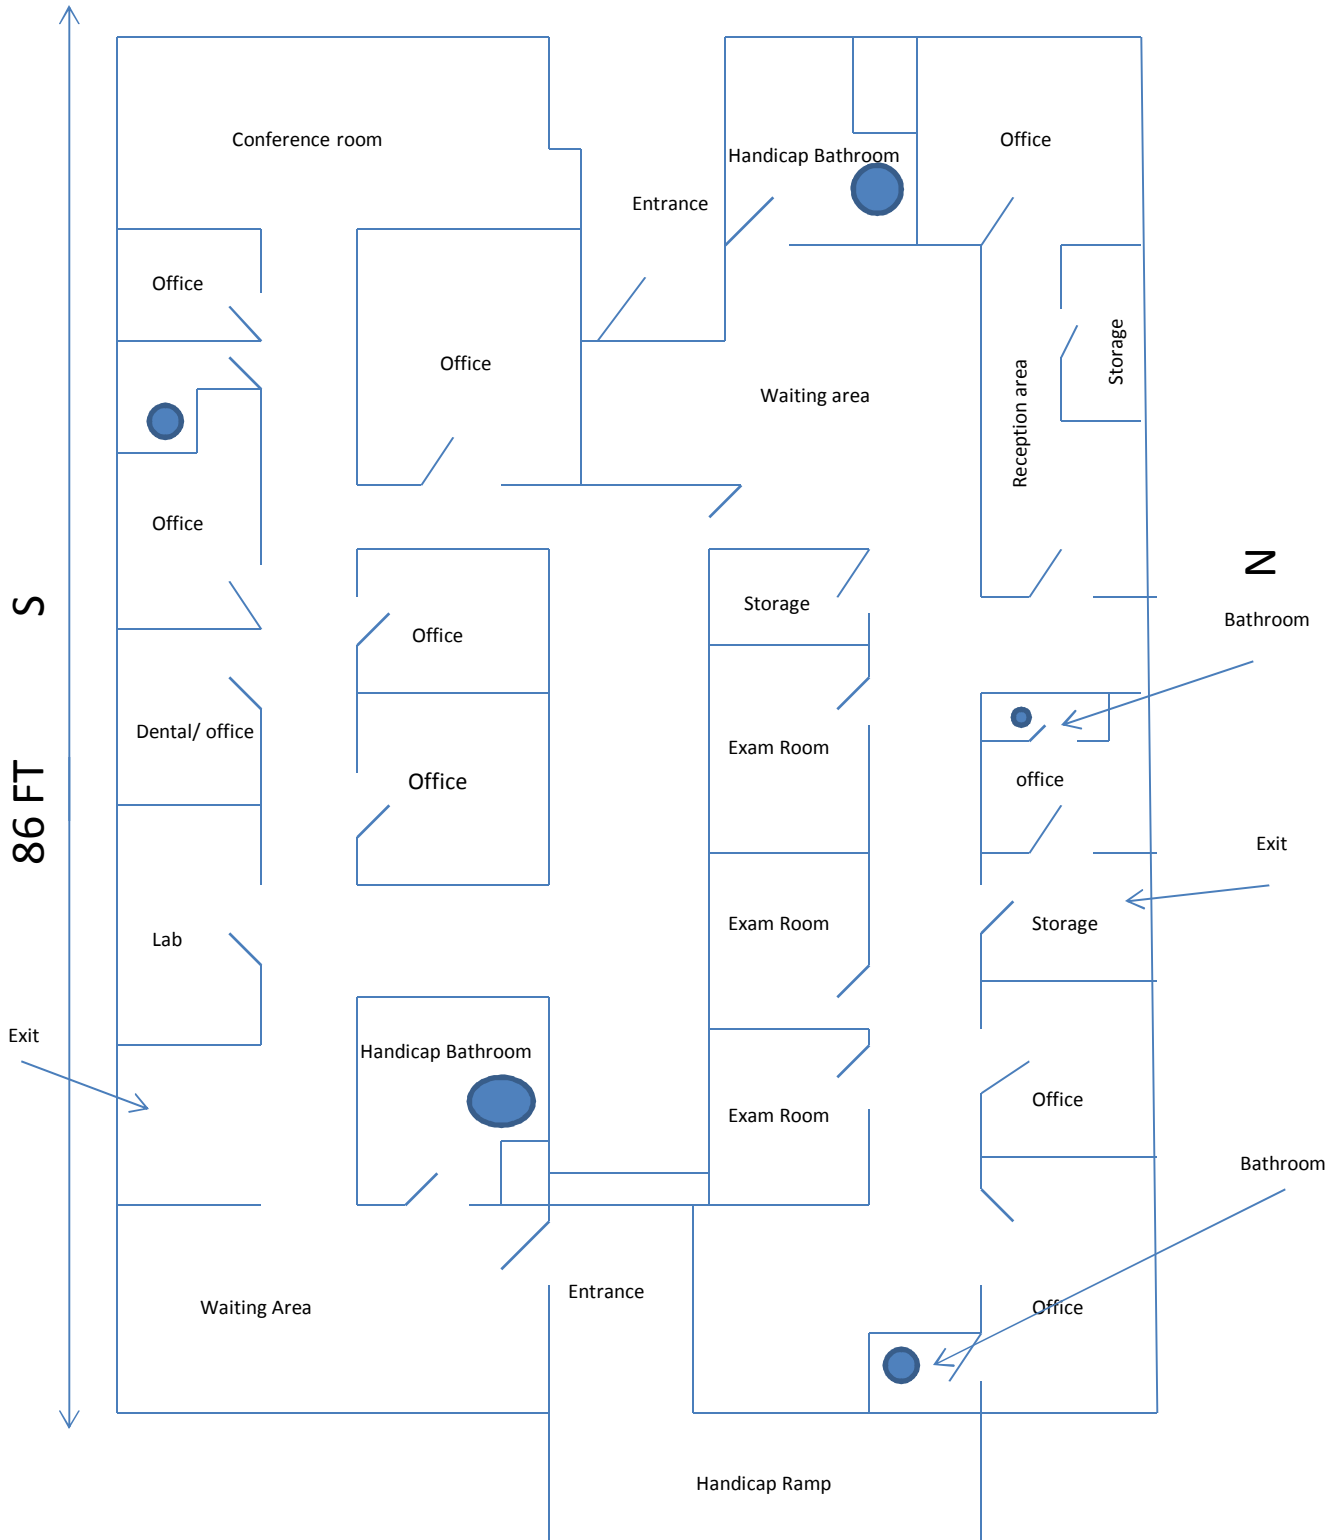 Conference room
Handicap Bathroom
Office
Entrance
Office
Office
Waiting area
Reception area
Storage
Office
S
N
Storage
Office
Bathroom
Dental/ office
Office
Exam Room
office
86 FT
Exit
Lab
Exam Room
Storage
Exit
Handicap Bathroom
Exam Room
Office
Bathroom
Waiting Area
Entrance
Office
Handicap Ramp